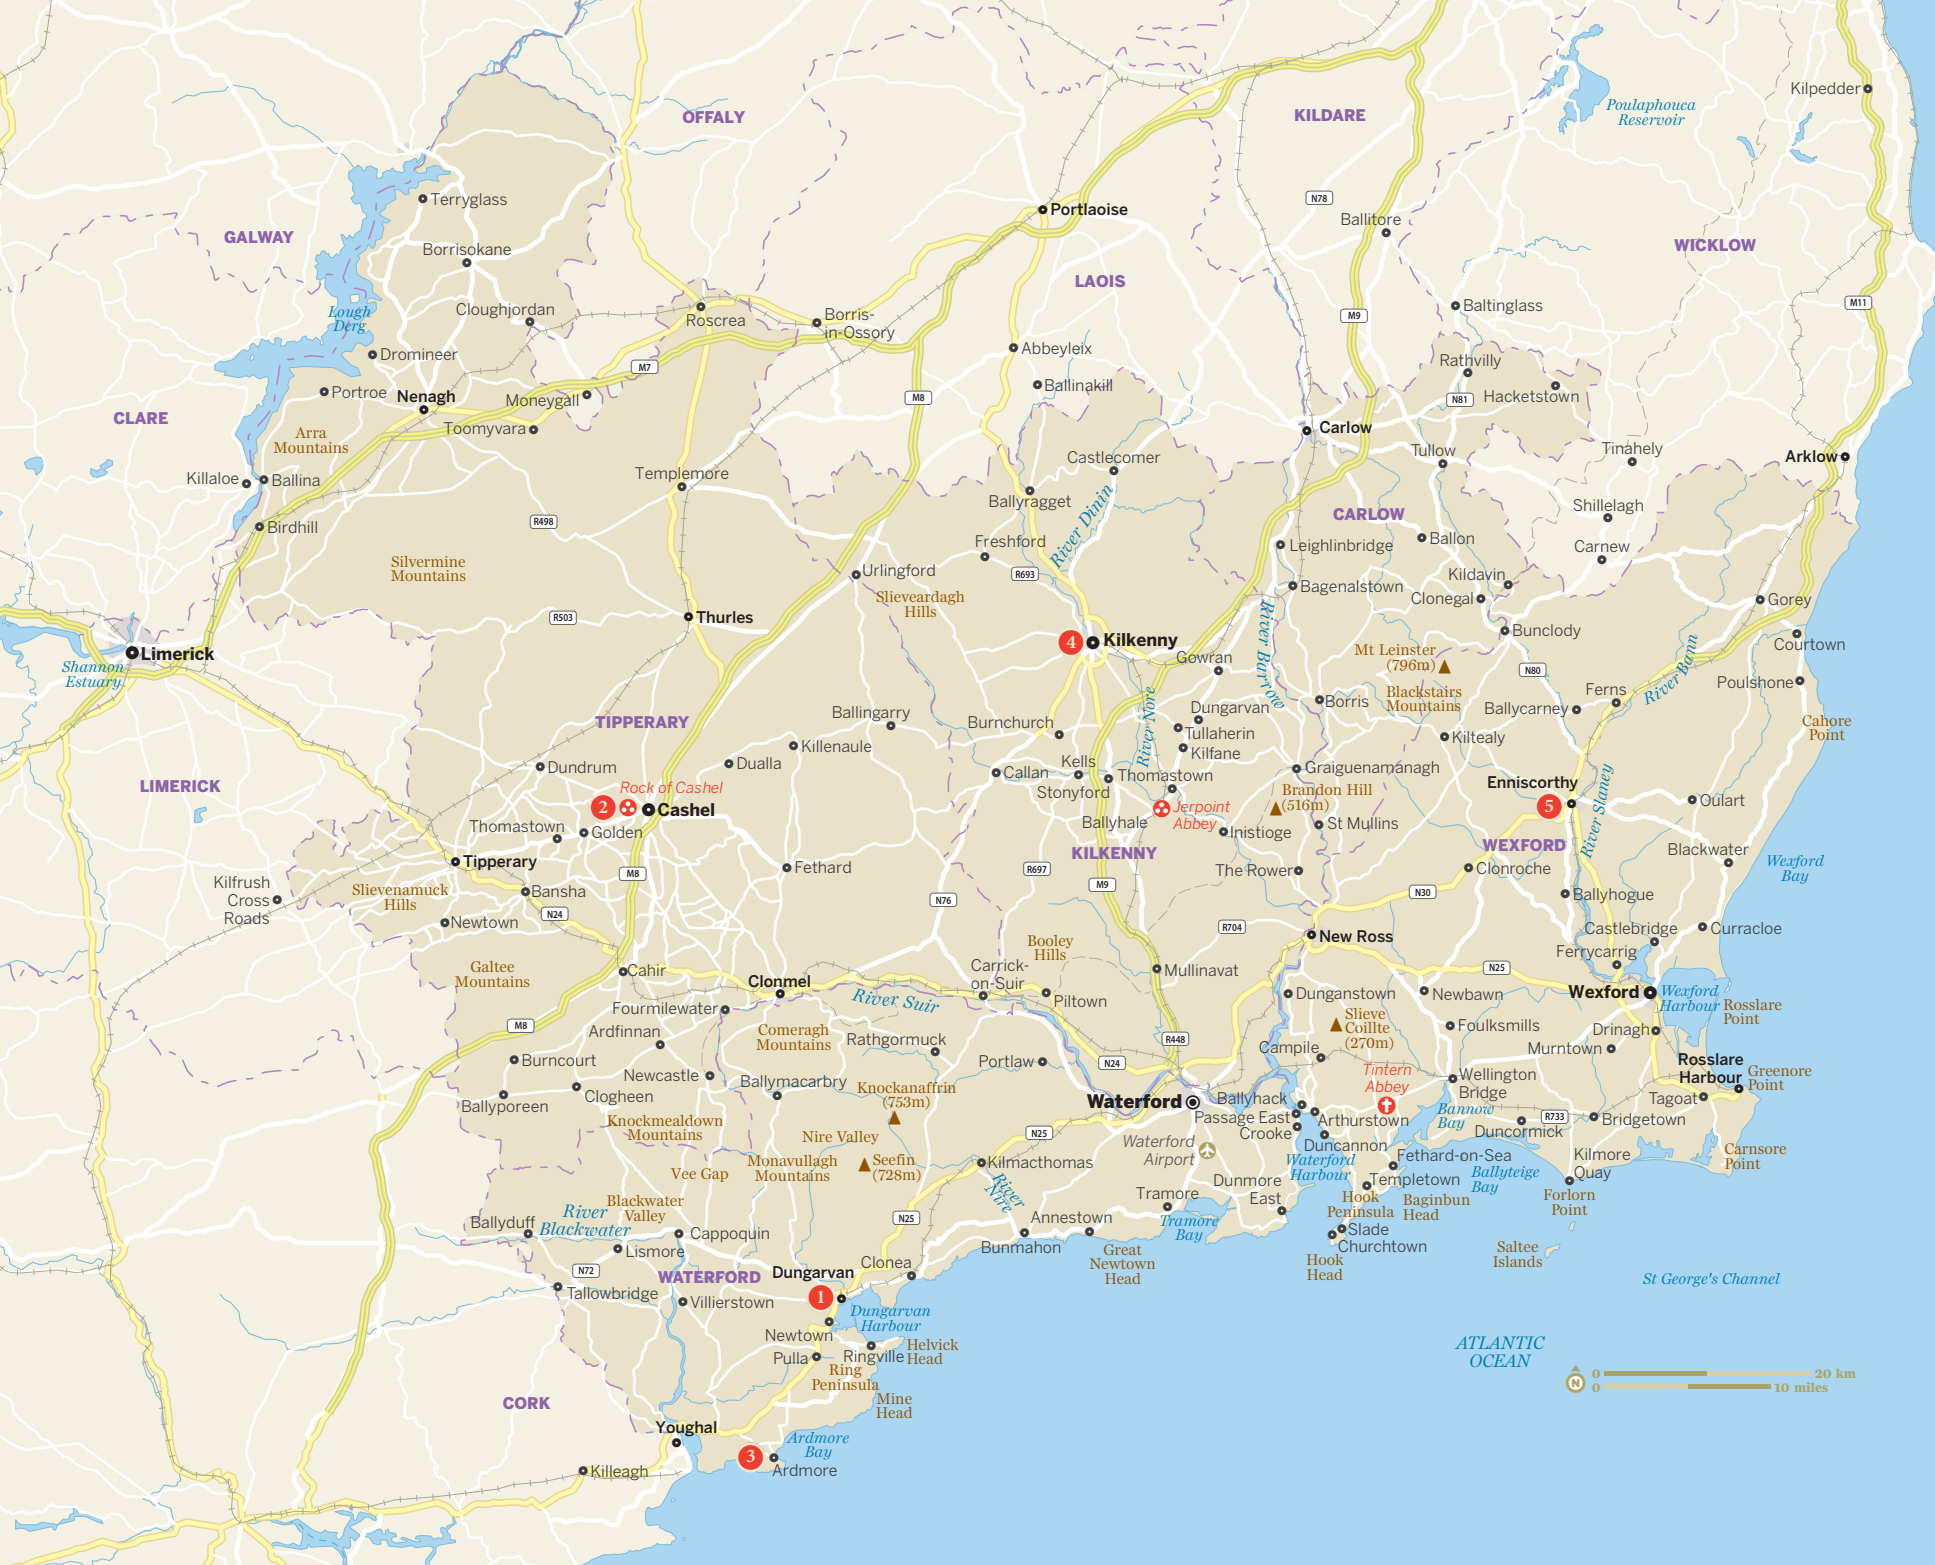 Kilpedder
Poulaphouca
Reservoir
OFFALY
KILDARE
Terryglass
N78
Portlaoise
Ballitore
GALWAY
Borrisokane
WICKLOW
LAOIS
Cloughjordan
Lough
Derg
Roscrea
Borris-
in-Ossory
M9
Baltinglass
M11
Abbeyleix
Dromineer
M7
Rathvilly
Portroe
Nenagh
Moneygall
M8
Ballinakill
N81
Hacketstown
CLARE
Toomyvara
Arra
Mountains
Carlow
Tullow
Tinahely
Arklow
Castlecomer
Killaloe
Ballina
Templemore
Ballyragget
River Dinin
Shillelagh
CARLOW
Birdhill
R498
Freshford
Leighlinbridge
Ballon
Carnew
Silvermine
Mountains
Urlingford
R693
Bagenalstown
Kildavin
Clonegal
Slieveardagh
Hills
Gorey
R503
Thurles
River Barrow
Bunclody
Courtown
4
Kilkenny
Limerick
Shannon
Estuary
Gowran
Mt Leinster
(796m)
N80
River Bann
Poulshone
Blackstairs
Mountains
Ferns
Borris
Ballycarney
TIPPERARY
Ballingarry
Burnchurch
River Nore
Dungarvan
Tullaherin
Kiltealy
Cahore
Point
Killenaule
Kilfane
Dundrum
Dualla
Callan
Kells
Stonyford
Thomastown
Graiguenamanagh
Enniscorthy
5
LIMERICK
Rock of Cashel
2
Cashel
Jerpoint
Abbey
Brandon Hill
(516m)
River Slaney
Oulart
Thomastown
Golden
Ballyhale
Inistioge
St Mullins
KILKENNY
WEXFORD
Blackwater
Wexford
Bay
Tipperary
Fethard
R697
The Rower
Clonroche
M8
M9
Kilfrush
Cross
Roads
Slievenamuck
Hills
Bansha
N24
N76
N30
Ballyhogue
Newtown
R704
New Ross
Castlebridge
Curracloe
Booley
Hills
Ferrycarrig
Galtee
Mountains
Cahir
Clonmel
Carrick-
on-Suir
Mullinavat
N25
Wexford
Wexford
Harbour
Rosslare
Point
Fourmilewater
River Suir
Piltown
Dunganstown
Newbawn
M8
Ardfinnan
Comeragh
Mountains
Rathgormuck
R448
Slieve
Coillte
(270m)
Foulksmills
Drinagh
Burncourt
Portlaw
N24
Campile
Murntown
Rosslare
Harbour
Greenore
Point
Newcastle
Ballymacarbry
Knockanaffrin
(753m)
Tintern
Abbey
Wellington
Bridge
Tagoat
Ballyporeen
Clogheen
Waterford
Ballyhack
Passage East
Crooke
Arthurstown
Bannow
Bay
R733
Bridgetown
Duncormick
Knockmealdown
Mountains
Nire Valley
N25
Waterford
Airport
Duncannon
Fethard-on-Sea
Kilmore
Quay
Carnsore
Point
Vee Gap
Monavullagh
Mountains
Seefin
(728m)
Kilmacthomas
River
Nire
Waterford
Harbour
Templetown
Ballyteige
Bay
Forlorn
Point
Blackwater
Valley
River
Blackwater
Tramore
Dunmore
East
Hook
Peninsula
Baginbun
Head
Ballyduff
Cappoquin
N25
Annestown
Tramore
Bay
Slade
Churchtown
Lismore
Bunmahon
Great
Newtown
Head
Hook
Head
Saltee
Islands
N72
WATERFORD
Dungarvan
Clonea
St George's Channel
Tallowbridge
Villierstown
1
Dungarvan
Harbour
Newtown
Ringville
Helvick
Head
ATLANTIC
OCEAN
Pulla
Ring
Peninsula
N
0 20 km
0 10 miles
CORK
Mine
Head
Youghal
Ardmore
Bay
3
Killeagh
Ardmore